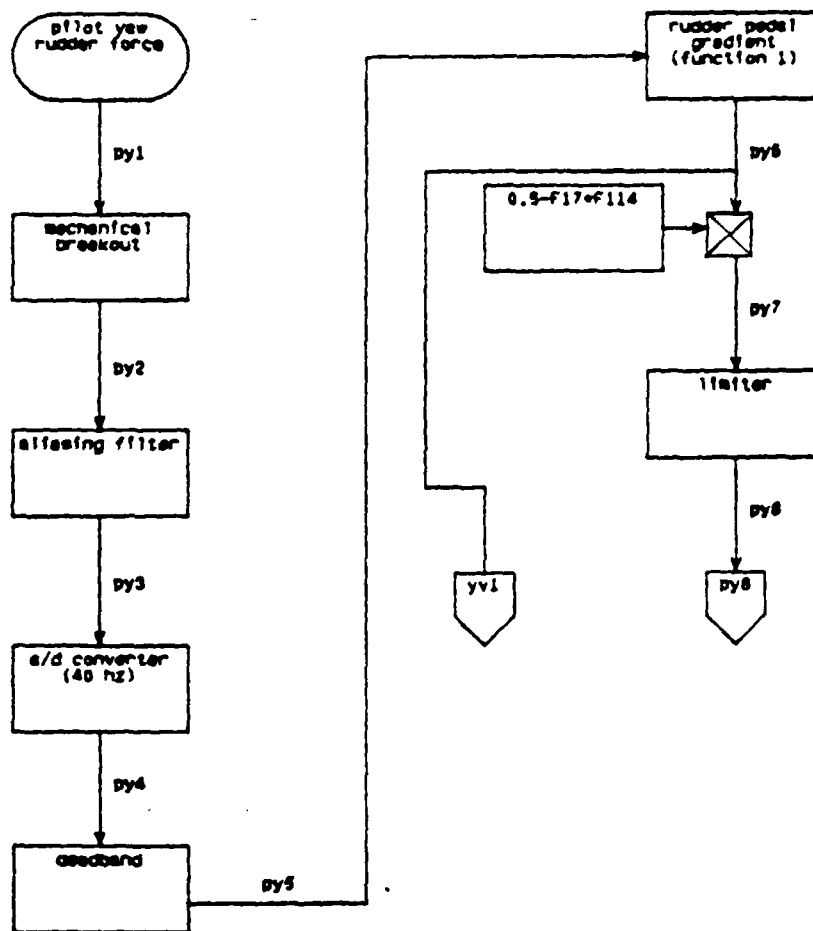 pilot yaw
rudder force
py1
mechanical
breakout
py2
aliasing filter
py3
a/d converter
(40 hz)
py4
deadband
py5
rudder pedal
gradient
(function 1)
py6
0.5-f17*f114
py7
limiter
py8
yv1
py8